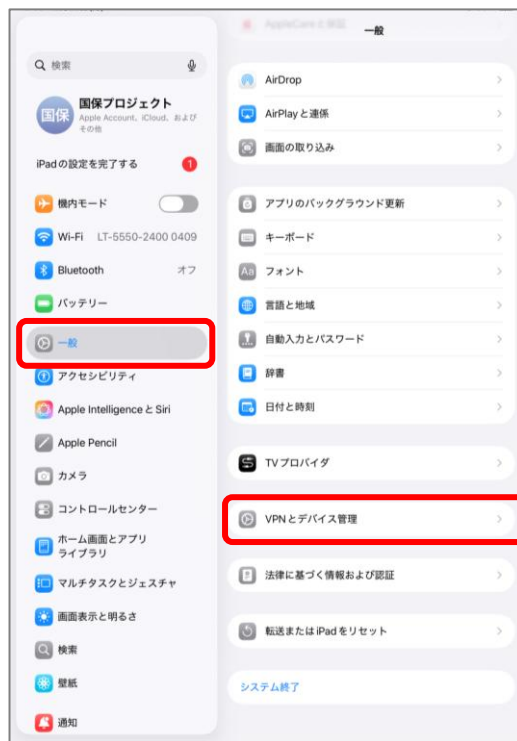 検索
国保
国保プロジェクト
Apple Account、iCloud、および
その他
iPadの設定を完了する
1
機内モード
Wi-Fi
LT-5550-2400 0409
Bluetooth
オフ
バッテリー
一般
アクセシビリティ
Apple Intelligence と Siri
Apple Pencil
カメラ
コントロールセンター
ホーム画面とアプリ
ライブラリ
マルチタスクとジェスチャ
画面表示と明るさ
検索
壁紙
通知
AppleCareと保証
一般
AirDrop
AirPlayと連係
画面の取り込み
アプリのバックグラウンド更新
キーボード
Aa
フォント
言語と地域
自動入力とパスワード
辞書
日付と時刻
TVプロバイダ
VPNとデバイス管理
法律に基づく情報および認証
転送またはiPadをリセット
システム終了